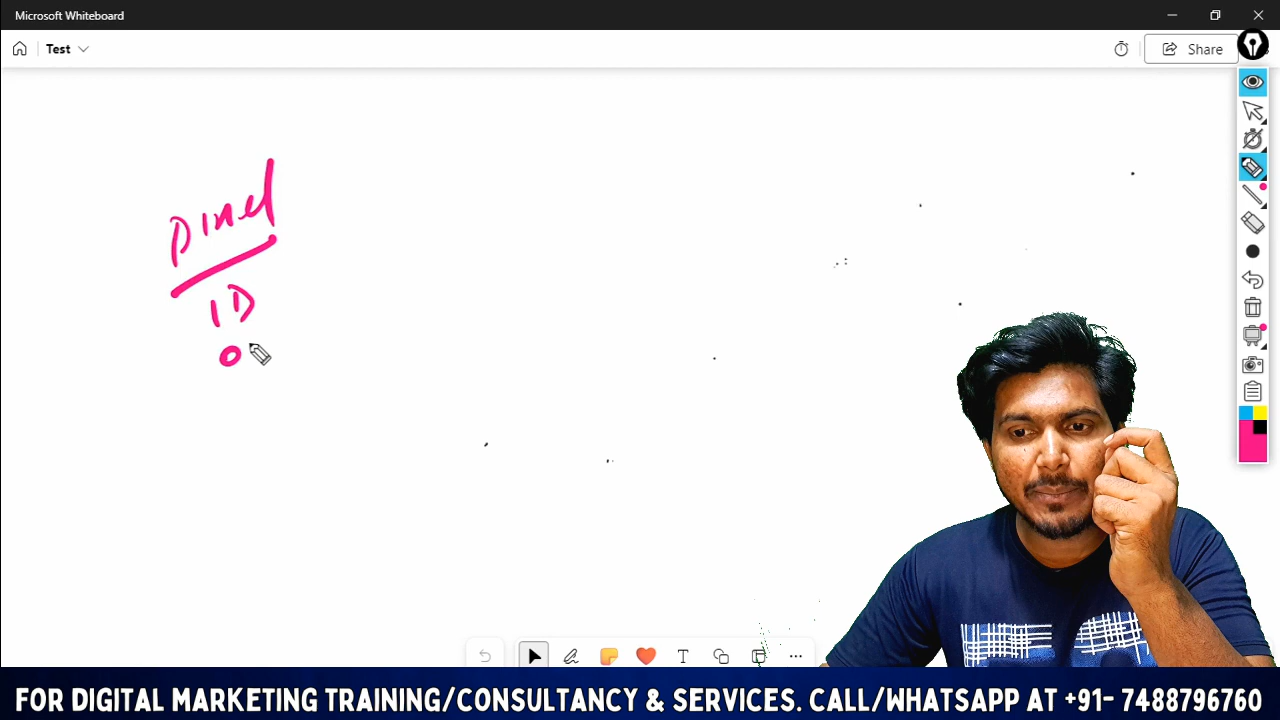 Microsoft Whiteboard
Test
Share
pixel
ID
0
T
FOR DIGITAL MARKETING TRAINING/CONSULTANCY & SERVICES. CALL/WHATSAPP AT +91- 7488796760